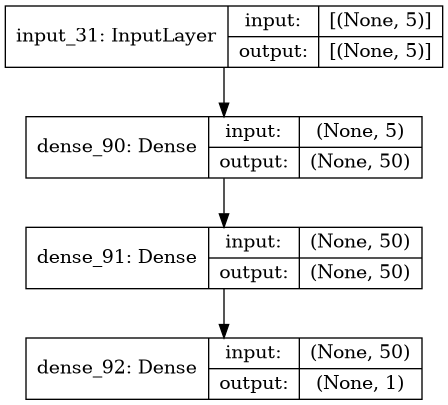 input_31: InputLayer
input: [(None, 5)]
output: [(None, 5)]
dense_90: Dense
input: (None, 5)
output: (None, 50)
dense_91: Dense
input: (None, 50)
output: (None, 50)
dense_92: Dense
input: (None, 50)
output: (None, 1)